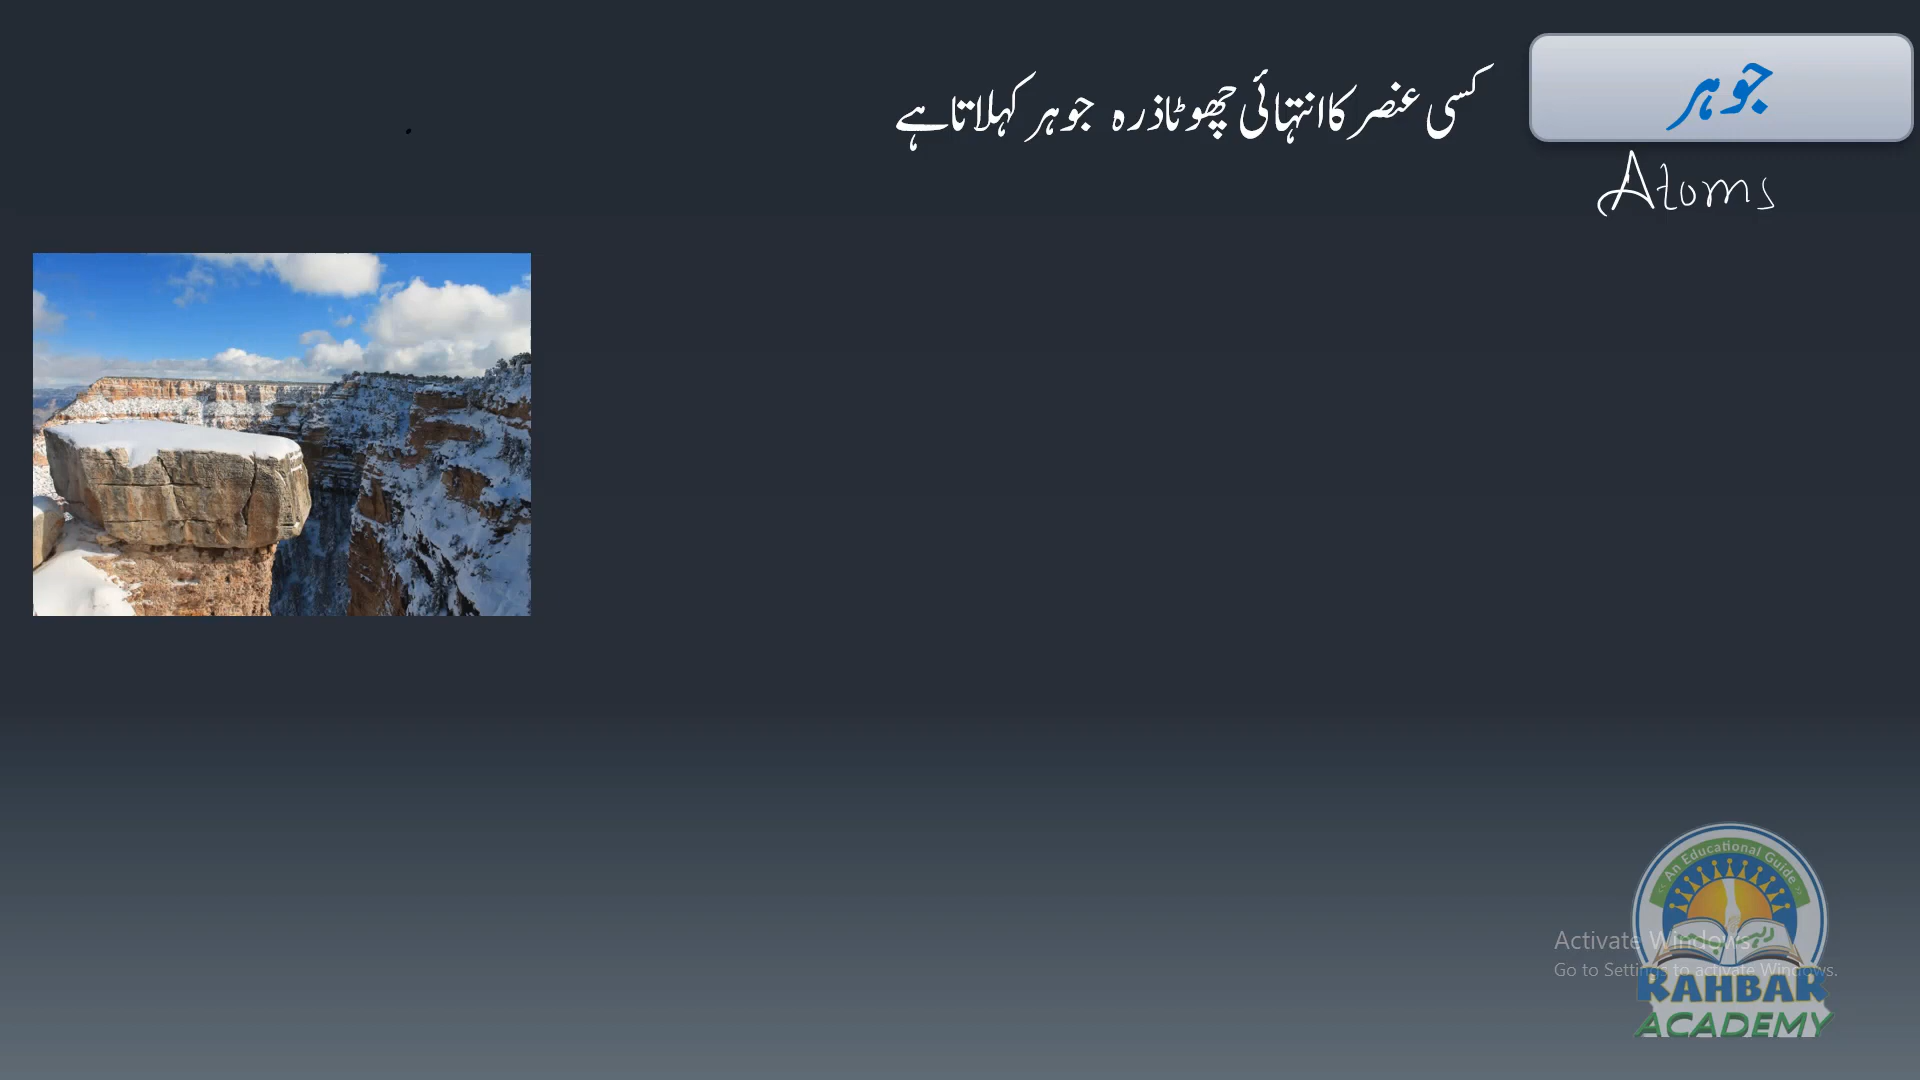 جوہر
کسی عنصر کا انتہائی چھوٹا ذرہ جوہر کہلاتا ہے
Atoms
An Educational Guide
Activate Windows
Go to Settings to activate Windows.
RAHBAR
ACADEMY